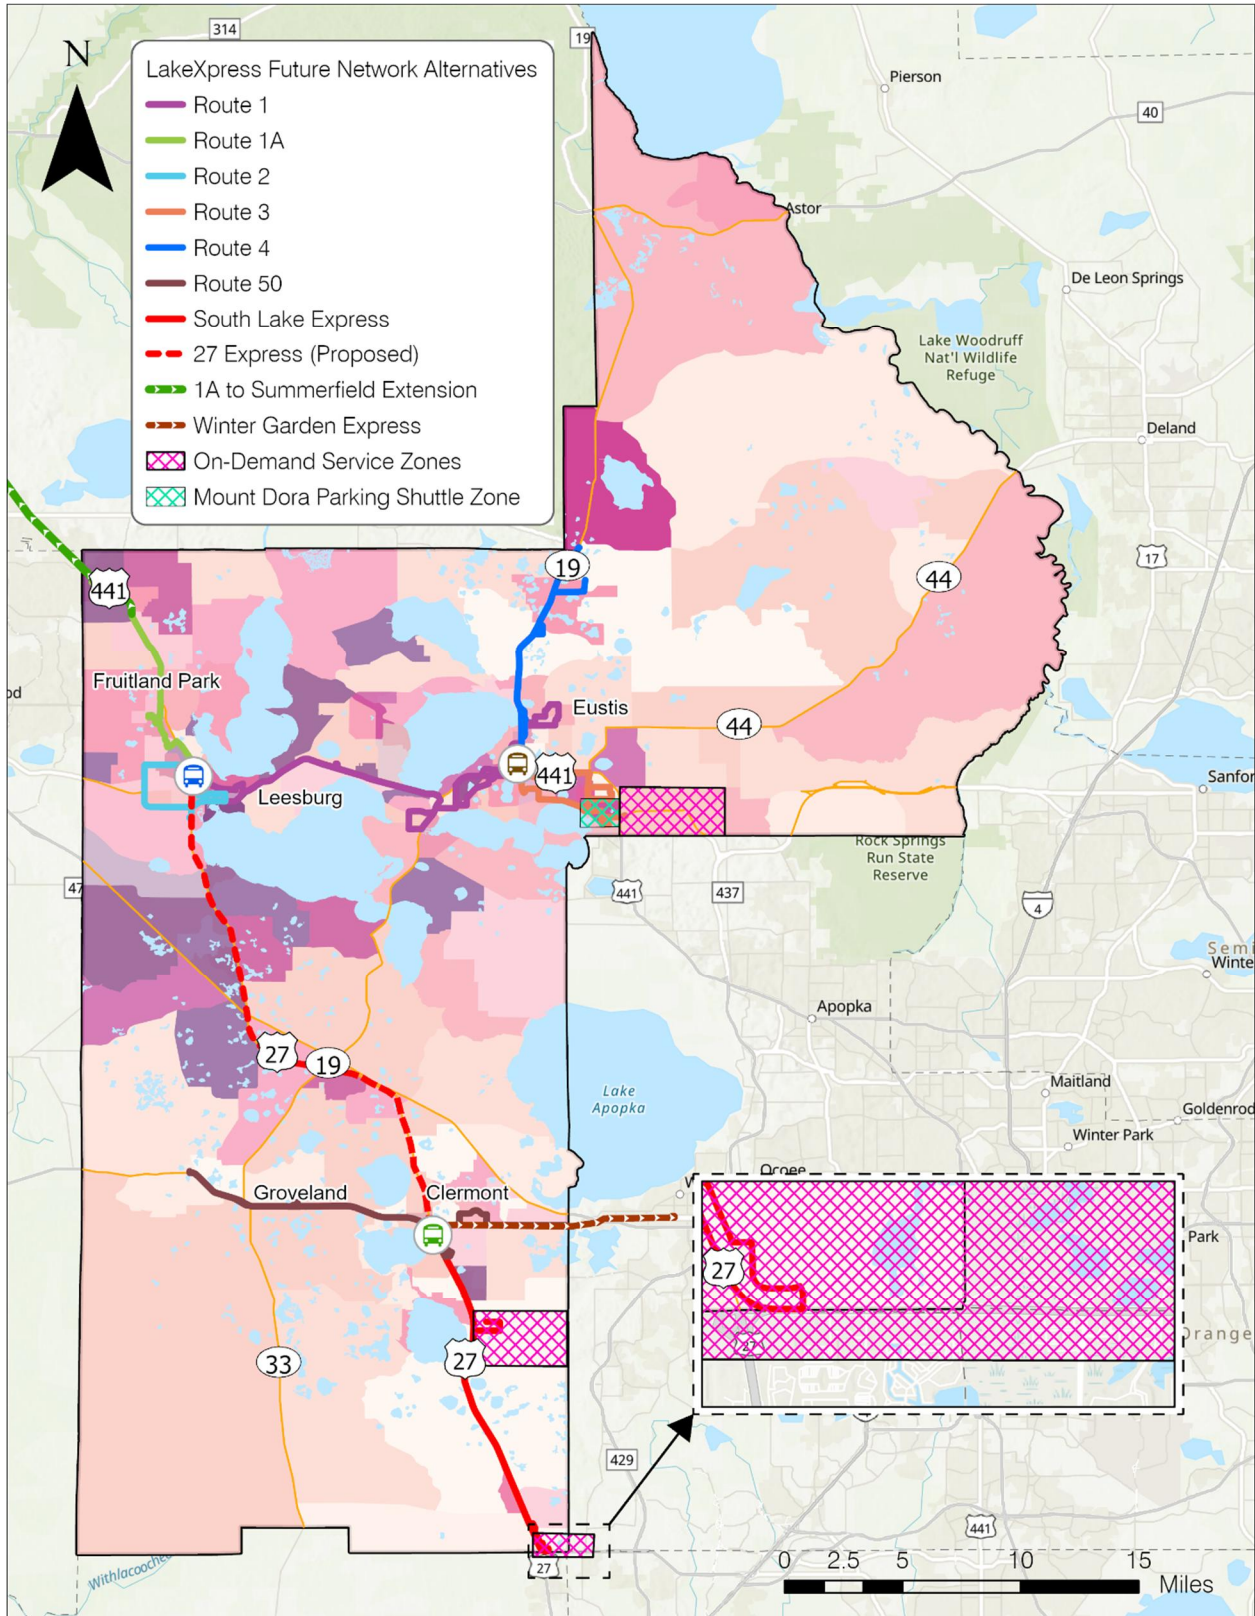 314
19
N
LakeXpress Future Network Alternatives
Route 1
Route 1A
Route 2
Route 3
Route 4
Route 50
South Lake Express
27 Express (Proposed)
1A to Summerfield Extension
Winter Garden Express
On-Demand Service Zones
Mount Dora Parking Shuttle Zone
Pierson
40
Astor
De Leon Springs
Lake Woodruff
Nat'l Wildlife
Refuge
Deland
17
19
44
441
Fruitland Park
od
Eustis
44
441
Leesburg
Sanfor
Rock Springs
Run State
Reserve
47
441
437
4
Semi
Winte
Apopka
27
19
Lake
Apopka
Maitland
Goldenrod
Winter Park
Ocoee
W
Groveland
Clermont
Park
27
27
Orange
33
27
429
441
27
Withlacoochee
0
2.5
5
10
15
Miles